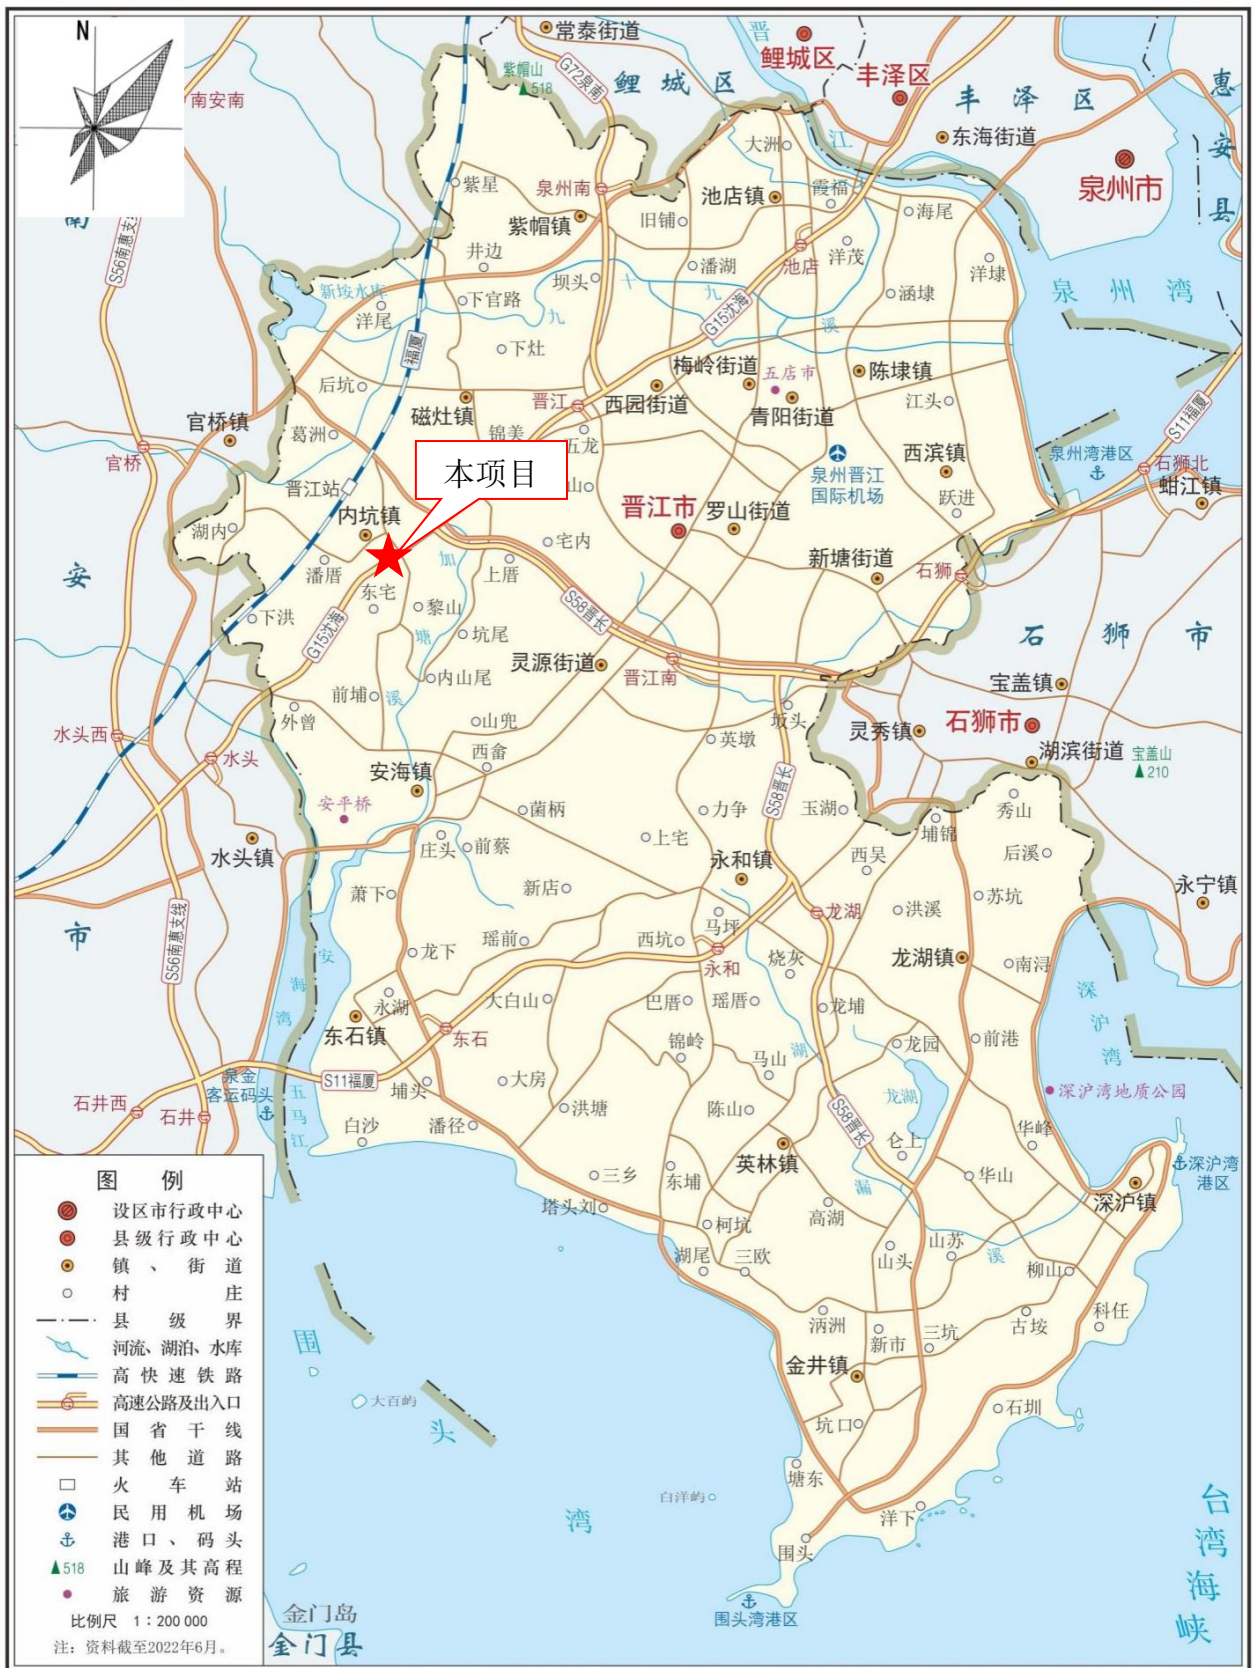 N
常泰街道
晋
鲤城区
丰泽区
紫帽山
518
G72泉南
鲤城区
丰泽区
惠安县
南安南
大洲
江
东海街道
泉州市
紫星
泉州南
池店镇
霞福
紫帽镇
旧铺
海尾
南
S56南惠支
井边
池店
洋茂
潘湖
洋埭
新垵水库
坝头
十
九
涵埭
泉州湾
洋尾
下官路
九
G15沈海
溪
福厦
下灶
梅岭街道
五店市
陈埭镇
后坑
磁灶镇
晋江
西园街道
青阳街道
江头
S11福厦
官桥镇
葛洲
锦美
五龙
官桥
本项目
泉州晋江
国际机场
西滨镇
泉州湾港区
石狮北
晋江站
山
跃进
蚶江镇
内坑镇
晋江市
罗山街道
湖内
宅内
加
新塘街道
石狮
安
潘厝
上厝
东宅
黎山
S58晋长
下洪
G15沈海
塘
坑尾
石狮市
灵源街道
晋江南
内山尾
宝盖镇
前埔
溪
外曾
山兜
坂头
灵秀镇
石狮市
水头西
英墩
湖滨街道
水头
西畲
宝盖山
210
安海镇
S58晋长
安平桥
菌柄
力争
玉湖
秀山
埔锦
水头镇
庄头
前蔡
上宅
永和镇
西吴
后溪
萧下
新店
永宁镇
苏坑
龙湖
洪溪
马坪
市
S56南惠支线
瑶前
西坑
龙下
永和
烧灰
龙湖镇
南浔
安
海
湾
大白山
巴厝
瑶厝
深
沪
湾
永湖
龙埔
东石镇
东石
锦岭
龙园
前港
马山
湖
S11福厦
泉金
客运码头
埔头
大房
龙湖
深沪湾地质公园
石井西
石井
五
马
江
洪塘
陈山
S58晋长
白沙
潘径
仑上
华峰
英林镇
深沪湾
港区
三乡
东埔
漏
华山
深沪镇
塔头刘
高湖
柯坑
湖尾
三欧
山头
山苏
溪
柳山
科任
沥洲
古垵
新市
三坑
围
金井镇
大百屿
石圳
头
坑口
塘东
白洋屿
湾
洋下
围头
台湾海峡
围头湾港区
金门岛
金门县
图例
设区市行政中心
县级行政中心
镇、街道
村庄
县级界
河流、湖泊、水库
高快速铁路
高速公路及出入口
国省干线
其他道路
火车站
民用机场
港口、码头
518 山峰及其高程
旅游资源
比例尺 1：200 000
注：资料截至2022年6月。